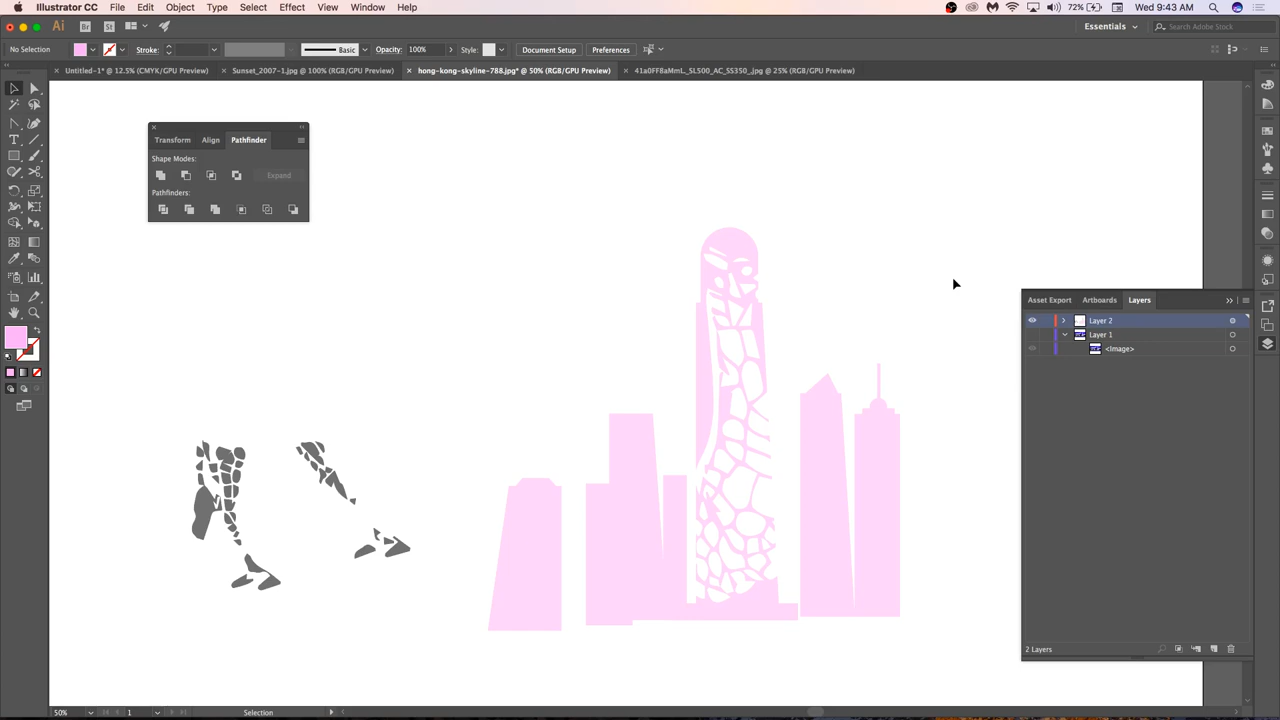 Illustrator CC File Edit Object Type Select Effect View Window Help 72% Wed 9:43 AM
Ai Br St Essentials Search Adobe Stock
No Selection Stroke: Basic Opacity: 100% Style: Document Setup Preferences
× Untitled-1* @ 12.5% (CMYK/GPU Preview) × Sunset_2007-1.jpg @ 100% (RGB/GPU Preview) × hong-kong-skyline-788.jpg* @ 50% (RGB/GPU Preview) × 41a0FF8aMmL._SL500_AC_SS350_.jpg @ 25% (RGB/GPU Preview)
Transform Align Pathfinder
Shape Modes:
Expand
Pathfinders:
Asset Export Artboards Layers
Layer 2
Layer 1
<Image>
2 Layers
50% 1 Selection